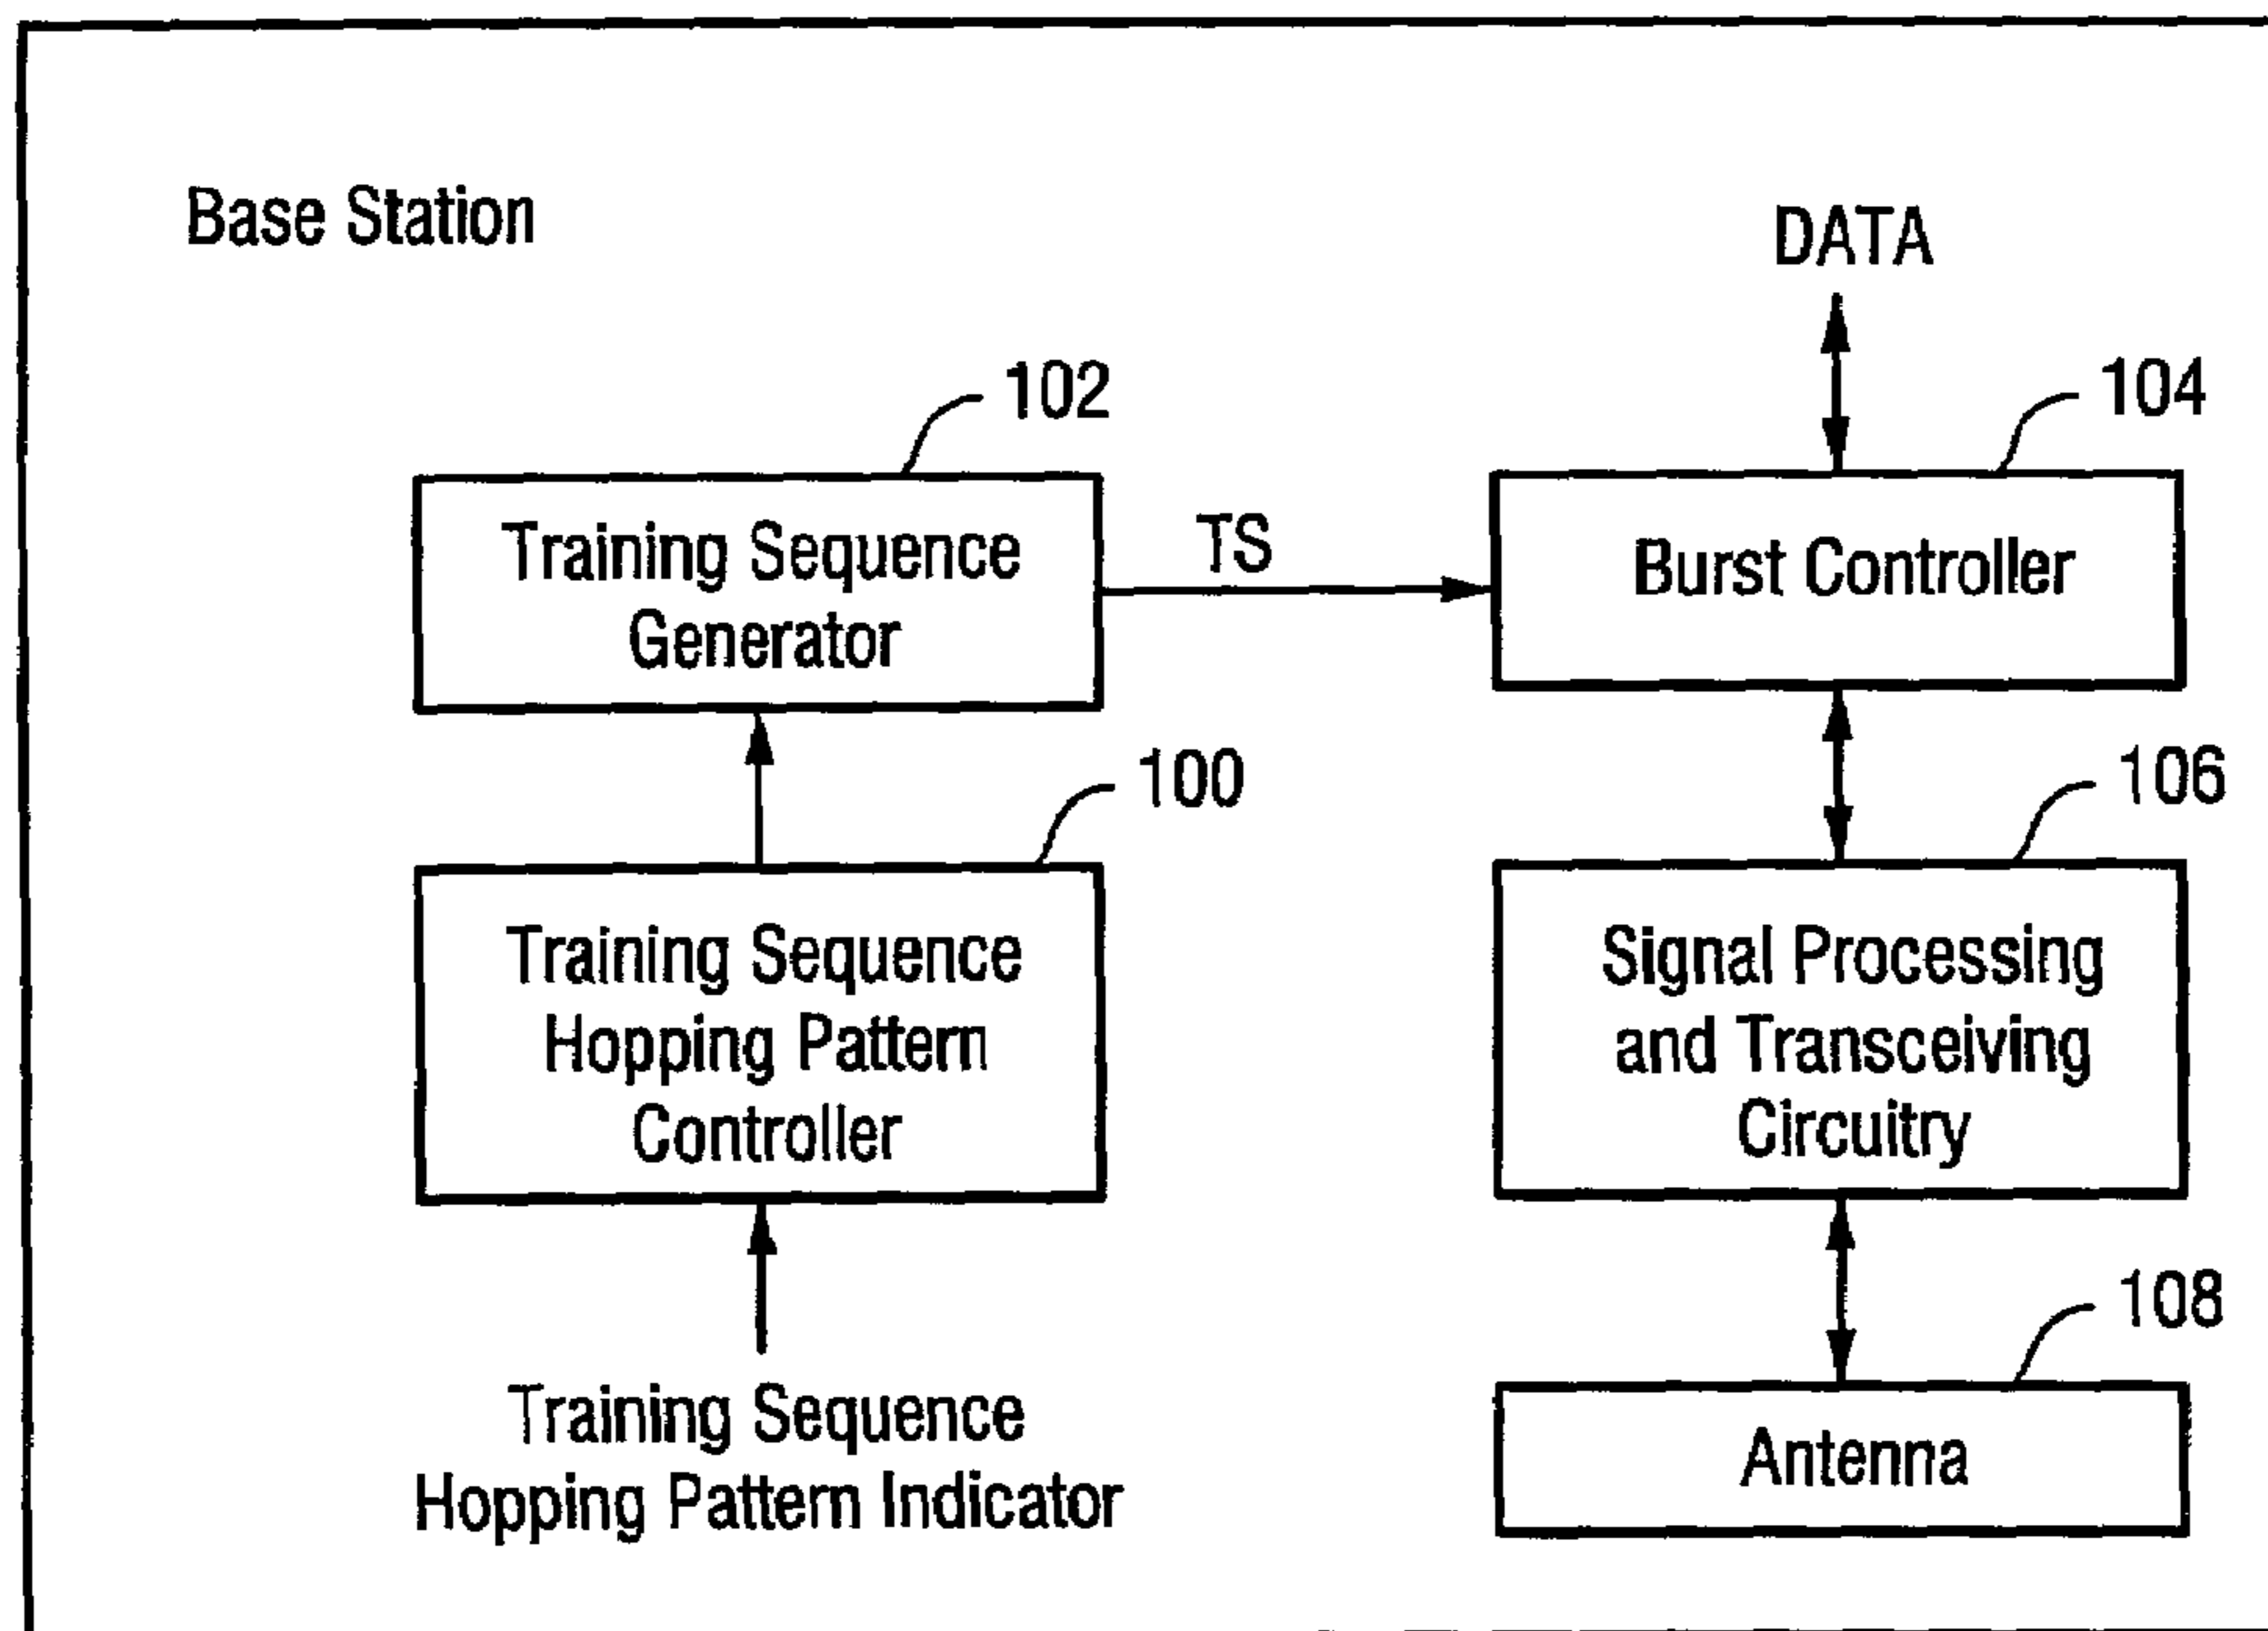 Base Station
DATA
102
104
Training Sequence
Generator
TS
Burst Controller
100
106
Training Sequence
Hopping Pattern
Controller
Signal Processing
and Transceiving
Circuitry
108
Training Sequence
Hopping Pattern Indicator
Antenna